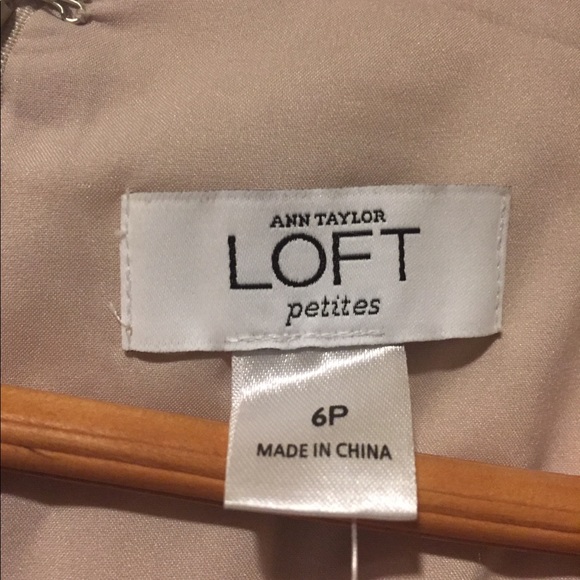 ANN TAYLOR
LOFT
petites
6P
MADE IN CHINA